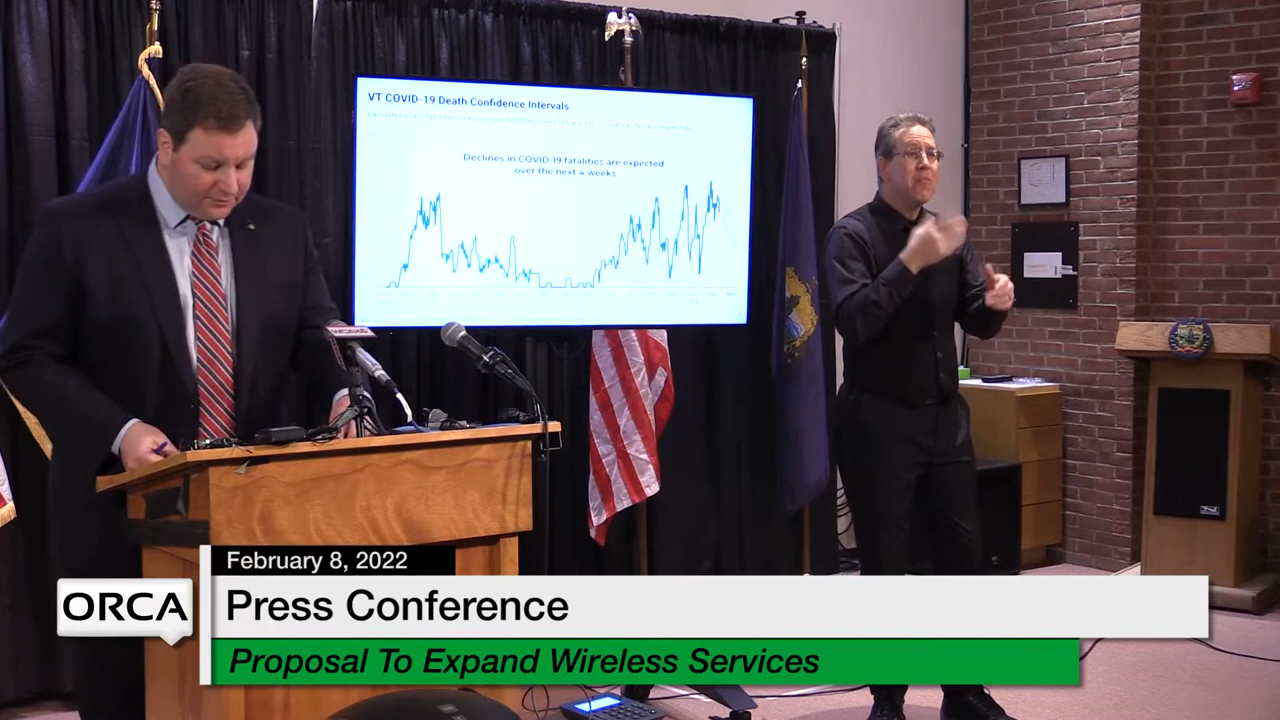 VT COVID-19 Death Confidence Intervals
Declines in COVID-19 fatalities are expected
over the next 4 weeks
February 8, 2022
ORCA
Press Conference
Proposal To Expand Wireless Services